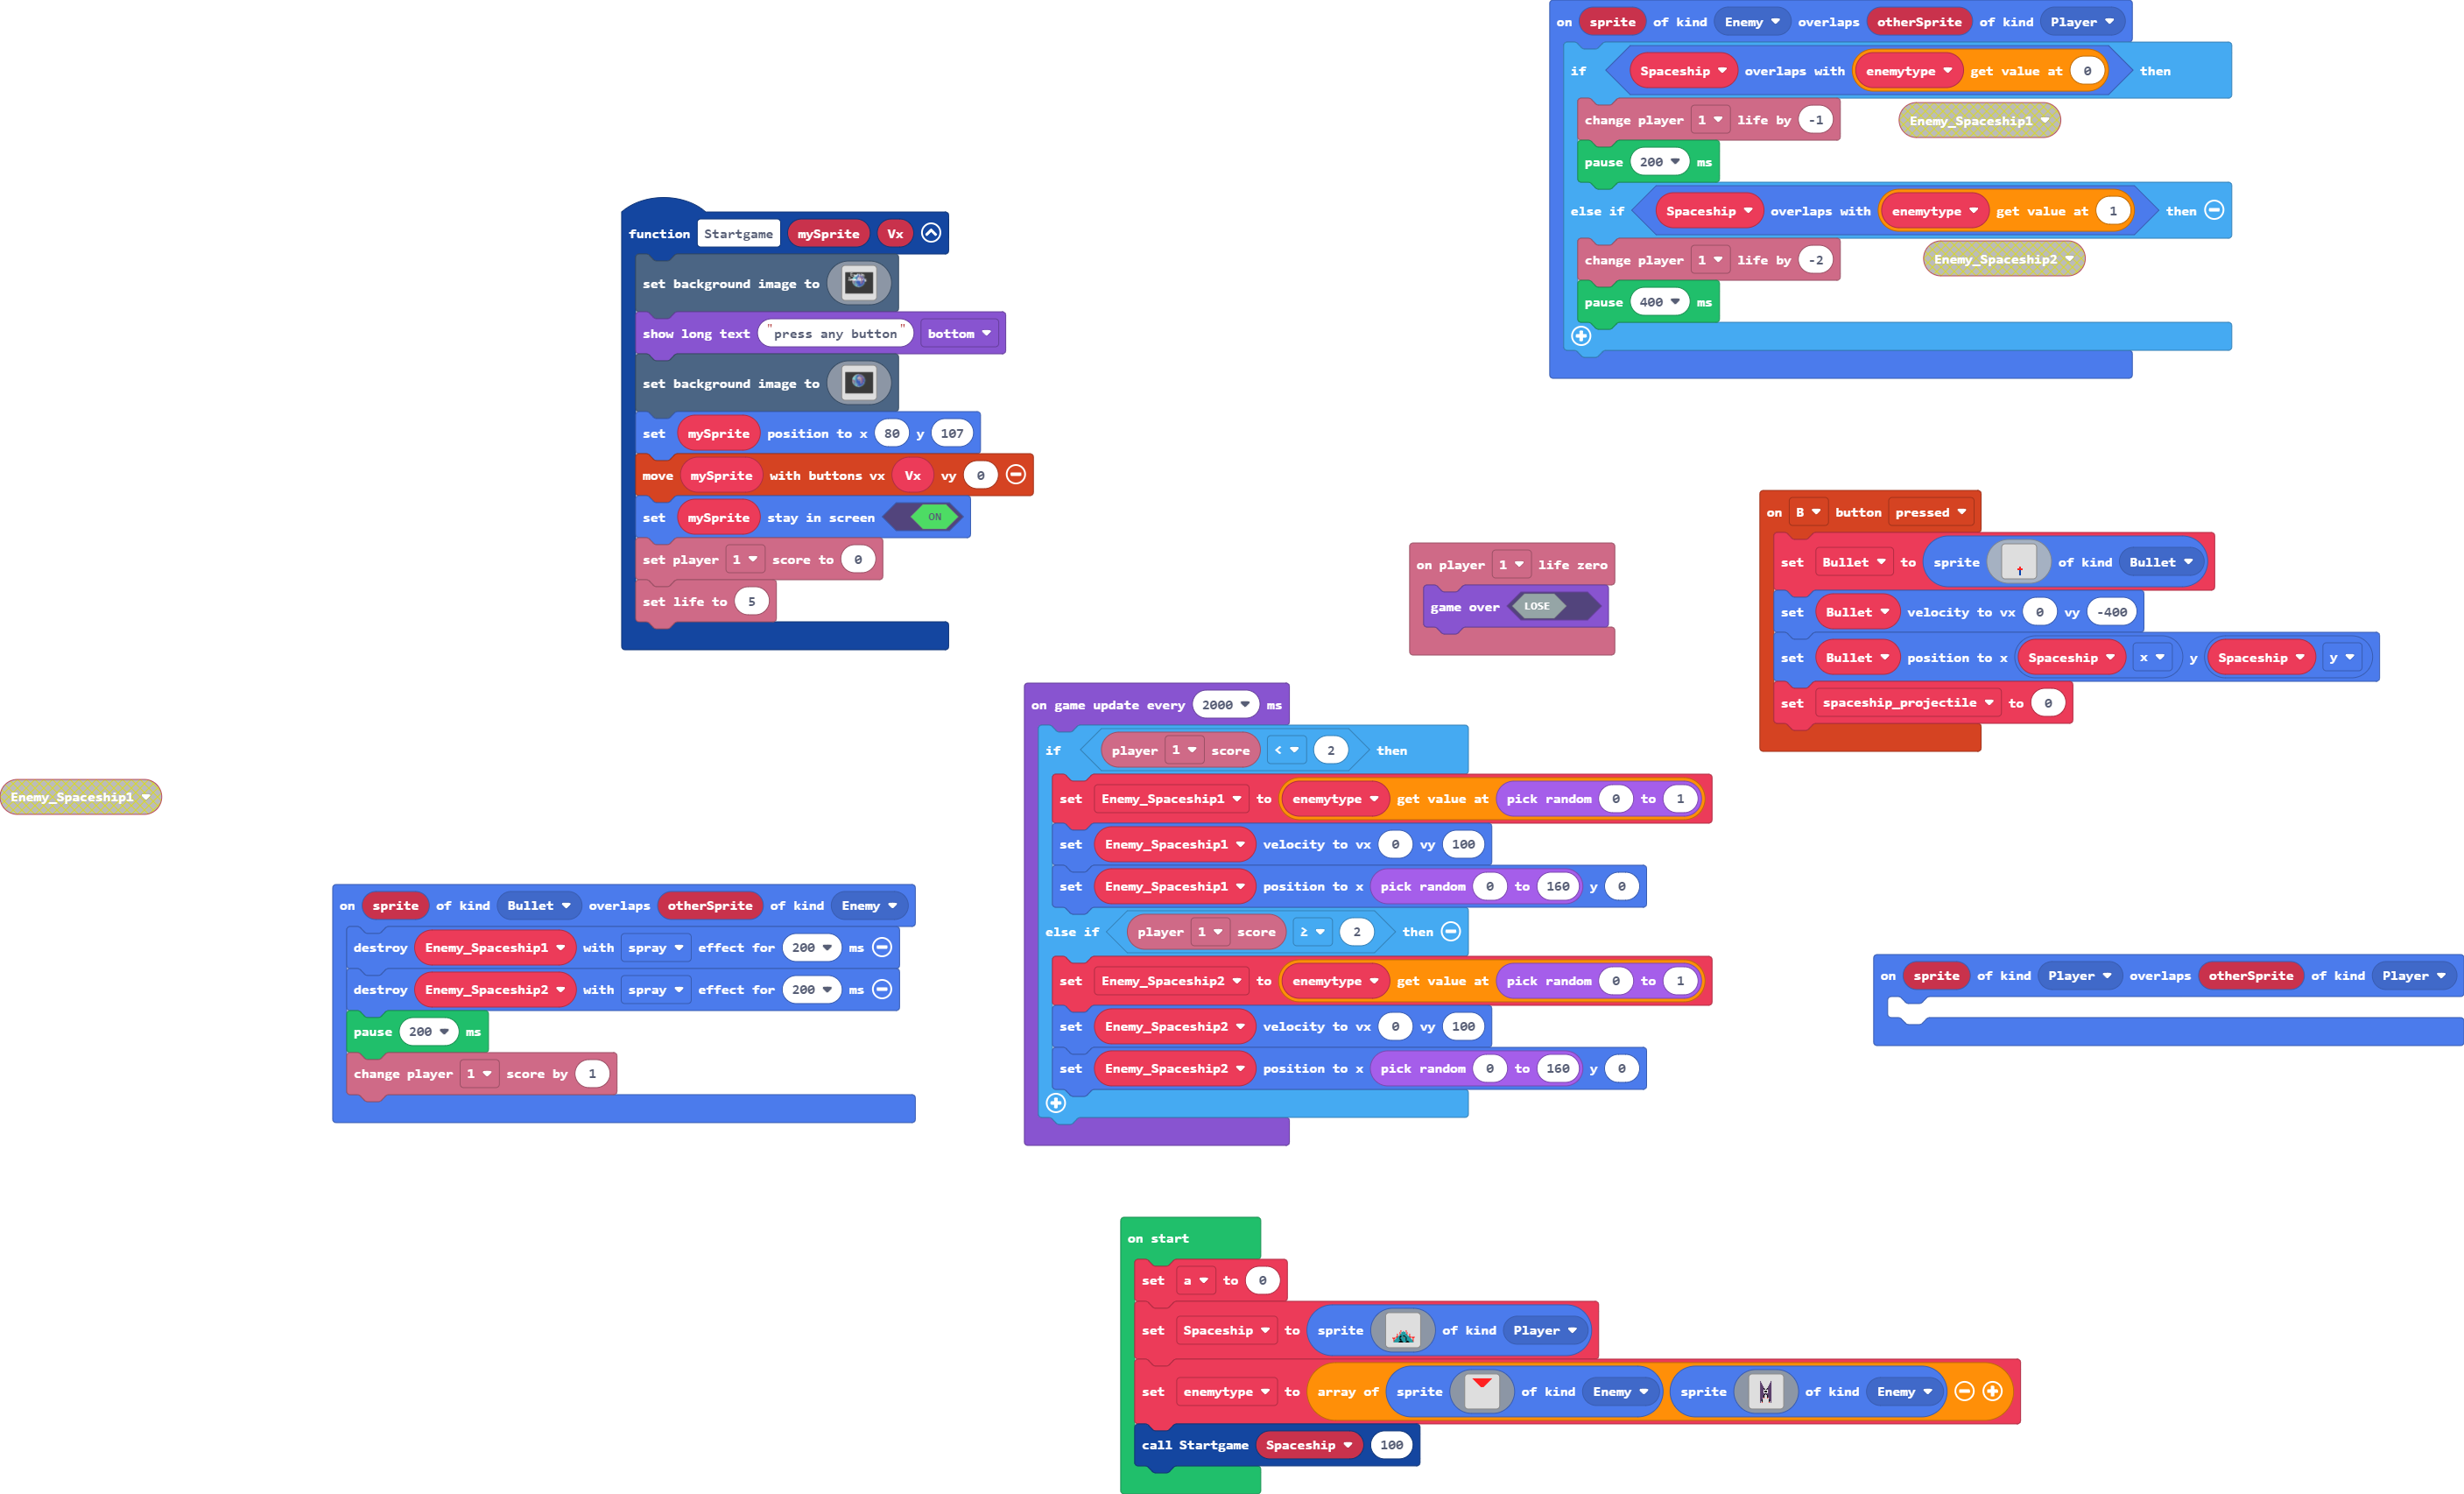 on sprite of kind Enemy overlaps otherSprite of kind Player
if Spaceship overlaps with enemytype get value at 0 then
change player 1 life by -1
Enemy_Spaceship1
pause 200 ms
else if Spaceship overlaps with enemytype get value at 1 then
change player 1 life by -2
Enemy_Spaceship2
pause 400 ms
function Startgame mySprite Vx
set background image to
show long text "press any button" bottom
set background image to
set mySprite position to x 80 y 107
move mySprite with buttons vx Vx vy 0
set mySprite stay in screen ON
set player 1 score to 0
set life to 5
on B button pressed
set Bullet to sprite of kind Bullet
set Bullet velocity to vx 0 vy -400
set Bullet position to x Spaceship x y Spaceship y
set spaceship_projectile to 0
on player 1 life zero
game over LOSE
on game update every 2000 ms
if player 1 score < 2 then
set Enemy_Spaceship1 to enemytype get value at pick random 0 to 1
set Enemy_Spaceship1 velocity to vx 0 vy 100
set Enemy_Spaceship1 position to x pick random 0 to 160 y 0
else if player 1 score ≥ 2 then
set Enemy_Spaceship2 to enemytype get value at pick random 0 to 1
set Enemy_Spaceship2 velocity to vx 0 vy 100
set Enemy_Spaceship2 position to x pick random 0 to 160 y 0
Enemy_Spaceship1
on sprite of kind Bullet overlaps otherSprite of kind Enemy
destroy Enemy_Spaceship1 with spray effect for 200 ms
destroy Enemy_Spaceship2 with spray effect for 200 ms
pause 200 ms
change player 1 score by 1
on sprite of kind Player overlaps otherSprite of kind Player
on start
set a to 0
set Spaceship to sprite of kind Player
set enemytype to array of sprite of kind Enemy sprite of kind Enemy
call Startgame Spaceship 100